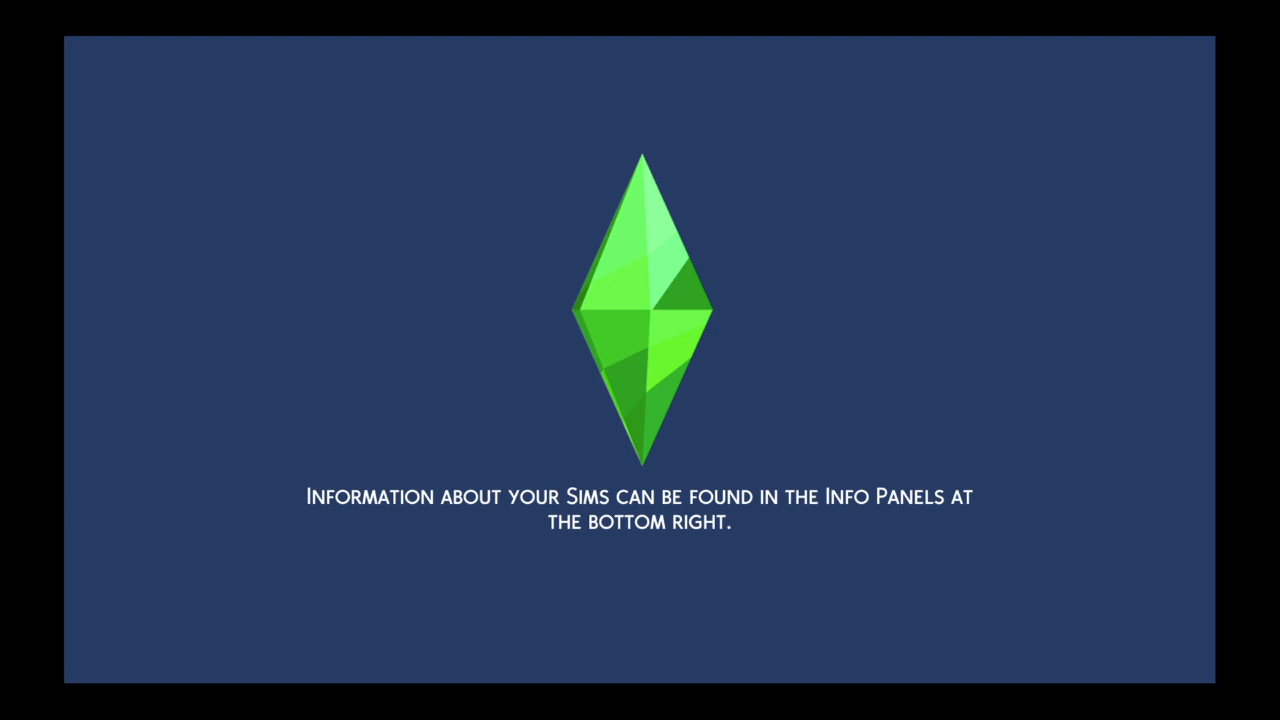 Information about your Sims can be found in the Info Panels at
the bottom right.